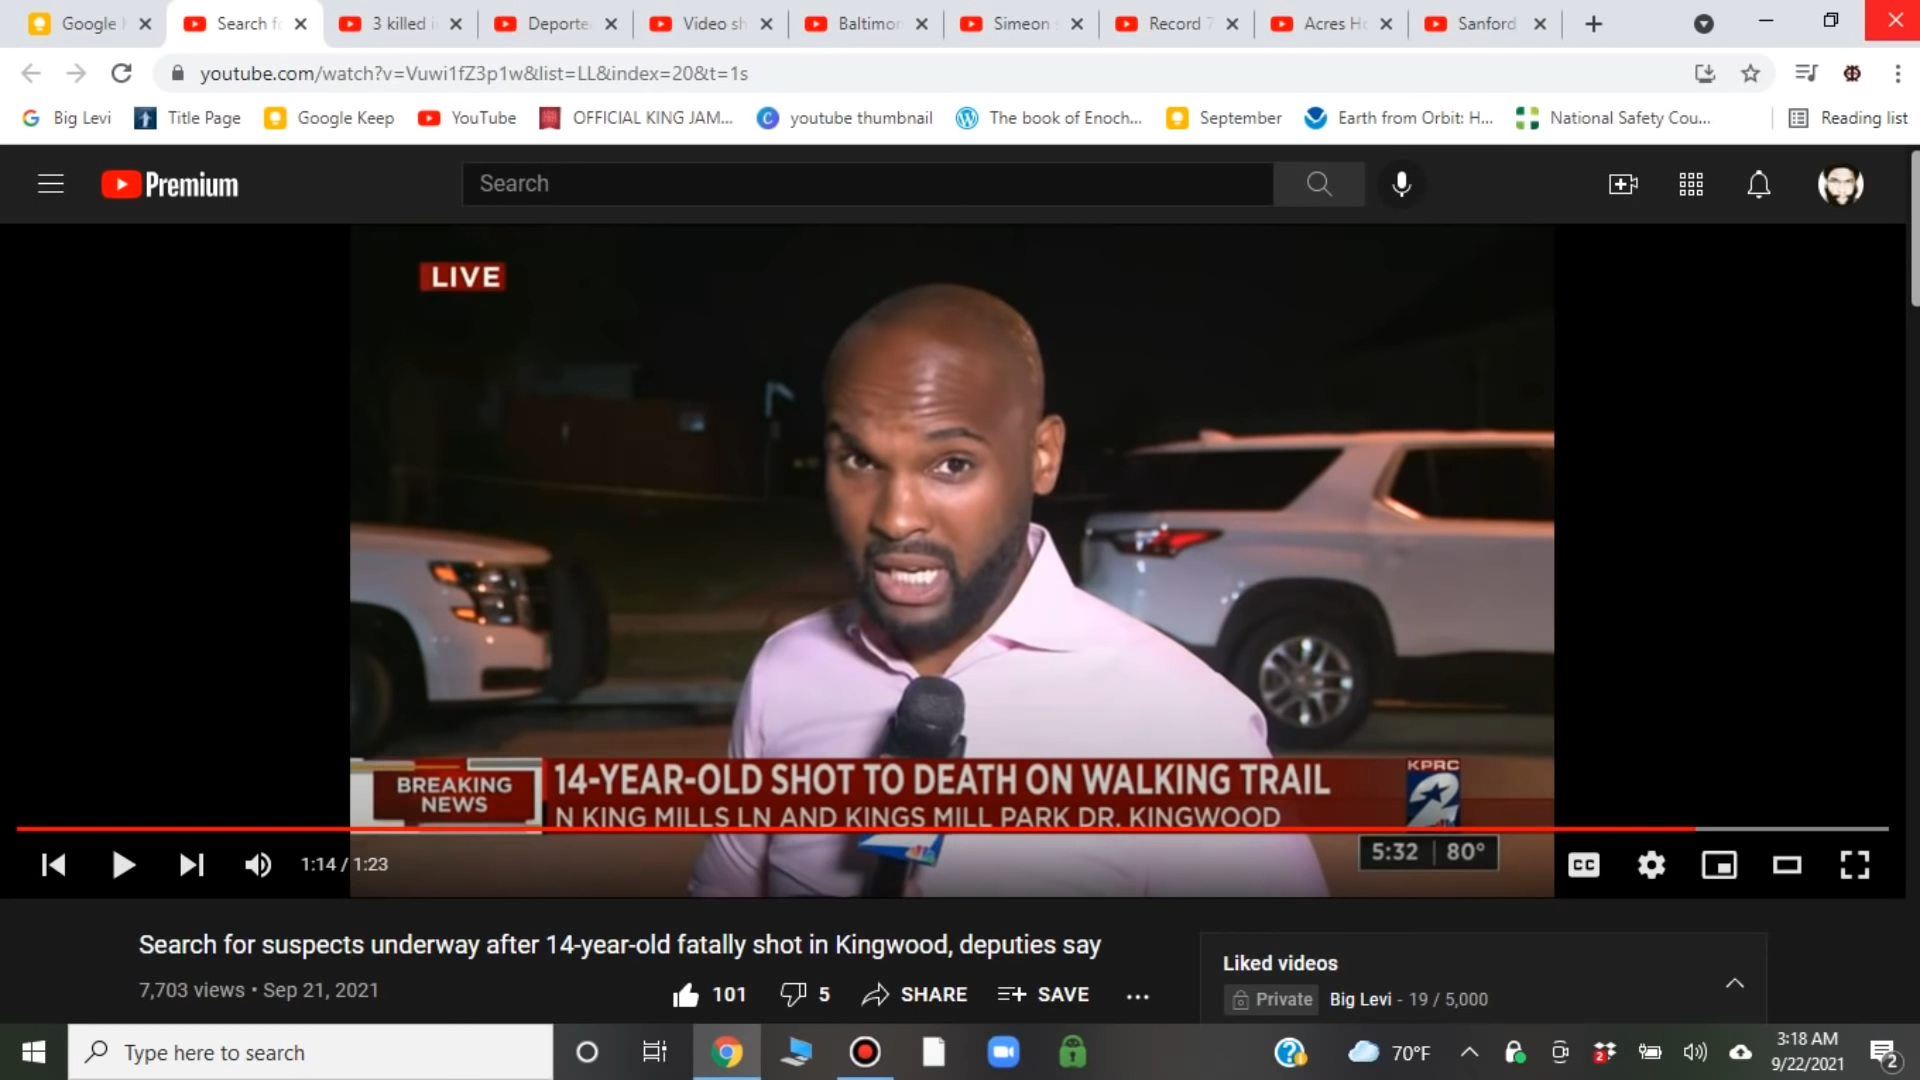 Google
Search f
3 killed i
Deporte
Video sh
Baltimor
Simeon
Record 7
Acres Ho
Sanford
youtube.com/watch?v=Vuwi1fZ3p1w&list=LL&index=20&t=1s
Big Levi
Title Page
Google Keep
YouTube
OFFICIAL KING JAM...
youtube thumbnail
The book of Enoch...
September
Earth from Orbit: H...
National Safety Cou...
Reading list
Premium
Search
LIVE
BREAKING NEWS
14-YEAR-OLD SHOT TO DEATH ON WALKING TRAIL
N KING MILLS LN AND KINGS MILL PARK DR. KINGWOOD
KPRC
2
5:32 80°
1:14 / 1:23
CC
Search for suspects underway after 14-year-old fatally shot in Kingwood, deputies say
7,703 views • Sep 21, 2021
101
5
SHARE
SAVE
Liked videos
Private Big Levi - 19 / 5,000
Type here to search
70°F
3:18 AM
9/22/2021
2